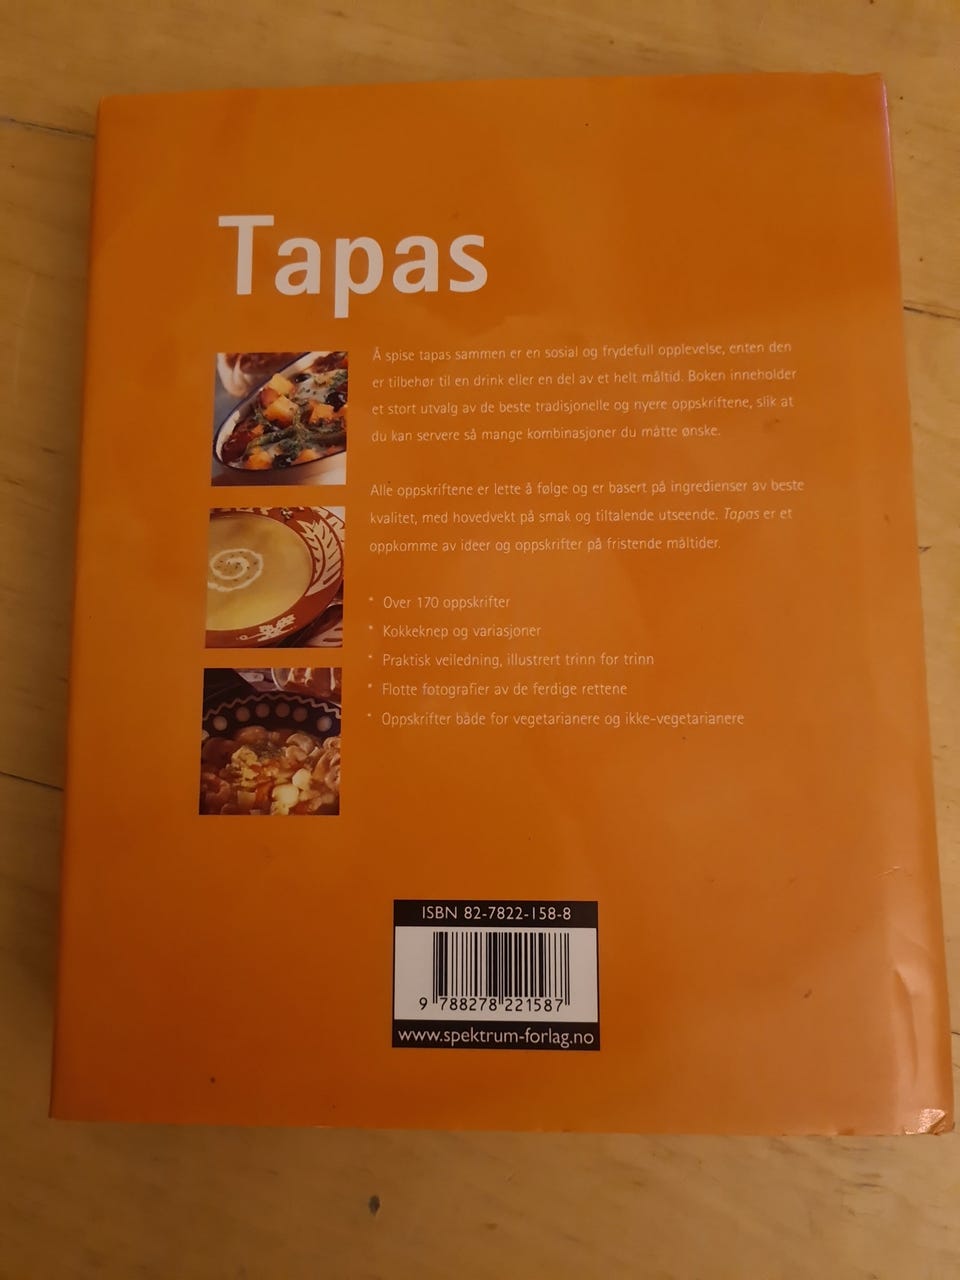 Tapas
Å spise tapas sammen er en sosial og frydefull opplevelse, enten den
er tilbehør til en drink eller en del av et helt måltid. Boken inneholder
et stort utvalg av de beste tradisjonelle og nyere oppskriftene, slik at
du kan servere så mange kombinasjoner du måtte ønske.
Alle oppskriftene er lette å følge og er basert på ingredienser av beste
kvalitet, med hovedvekt på smak og tiltalende utseende. Tapas er et
oppkomme av ideer og oppskrifter på fristende måltider.
* Over 170 oppskrifter
* Kokkeknep og variasjoner
* Praktisk veiledning, illustrert trinn for trinn
* Flotte fotografier av de ferdige rettene
* Oppskrifter både for vegetarianere og ikke-vegetarianere
ISBN 82-7822-158-8
9 788278 221587
www.spektrum-forlag.no